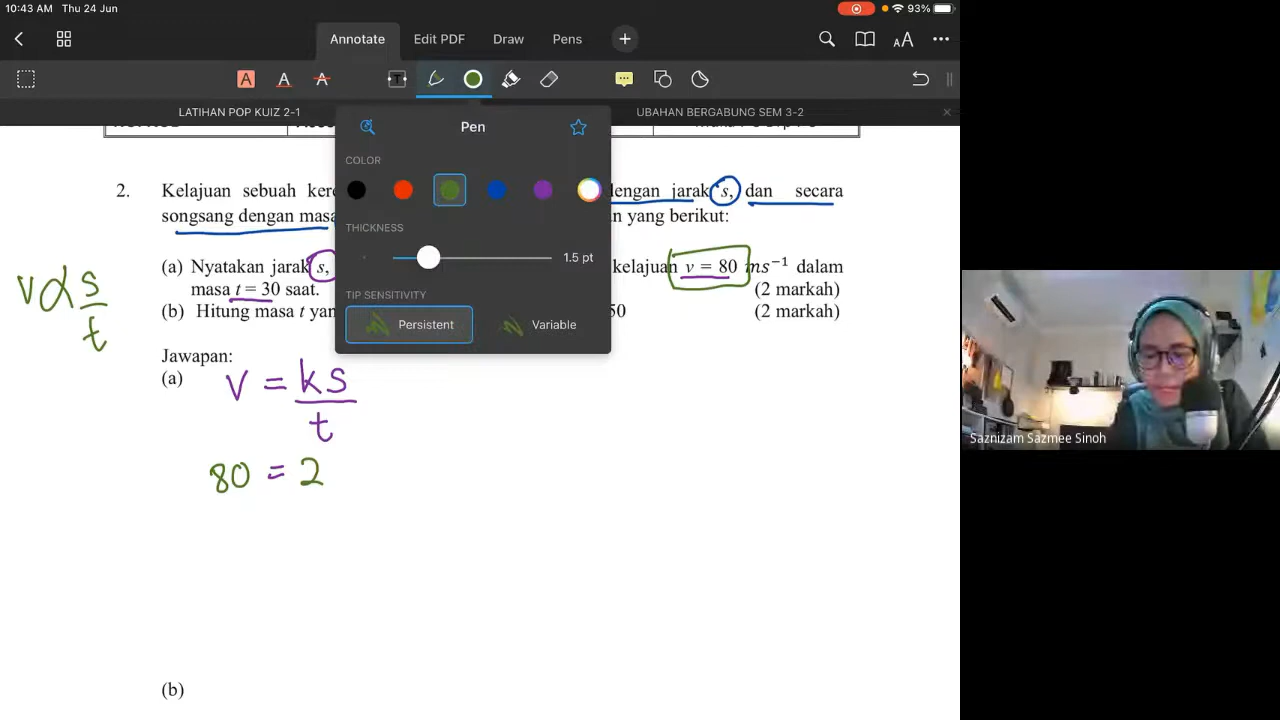 10:43 AM Thu 24 Jun
93%
Annotate Edit PDF Draw Pens
A A A T
AA
LATIHAN POP KUIZ 2-1 UBAHAN BERGABUNG SEM 3-2
Pen
COLOR
THICKNESS
1.5 pt
TIP SENSITIVITY
Persistent Variable
2. Kelajuan sebuah dengan jarak s, dan secara
songsang dengan masa yang berikut:
(a) Nyatakan jarak s, kelajuan v = 80 ms⁻¹ dalam
masa t = 30 saat. (2 markah)
(b) Hitung masa t 50 (2 markah)
v∝s/t
Jawapan:
(a) v = ks/t
80 = 2
(b)
Saznizam Sazmee Sinoh